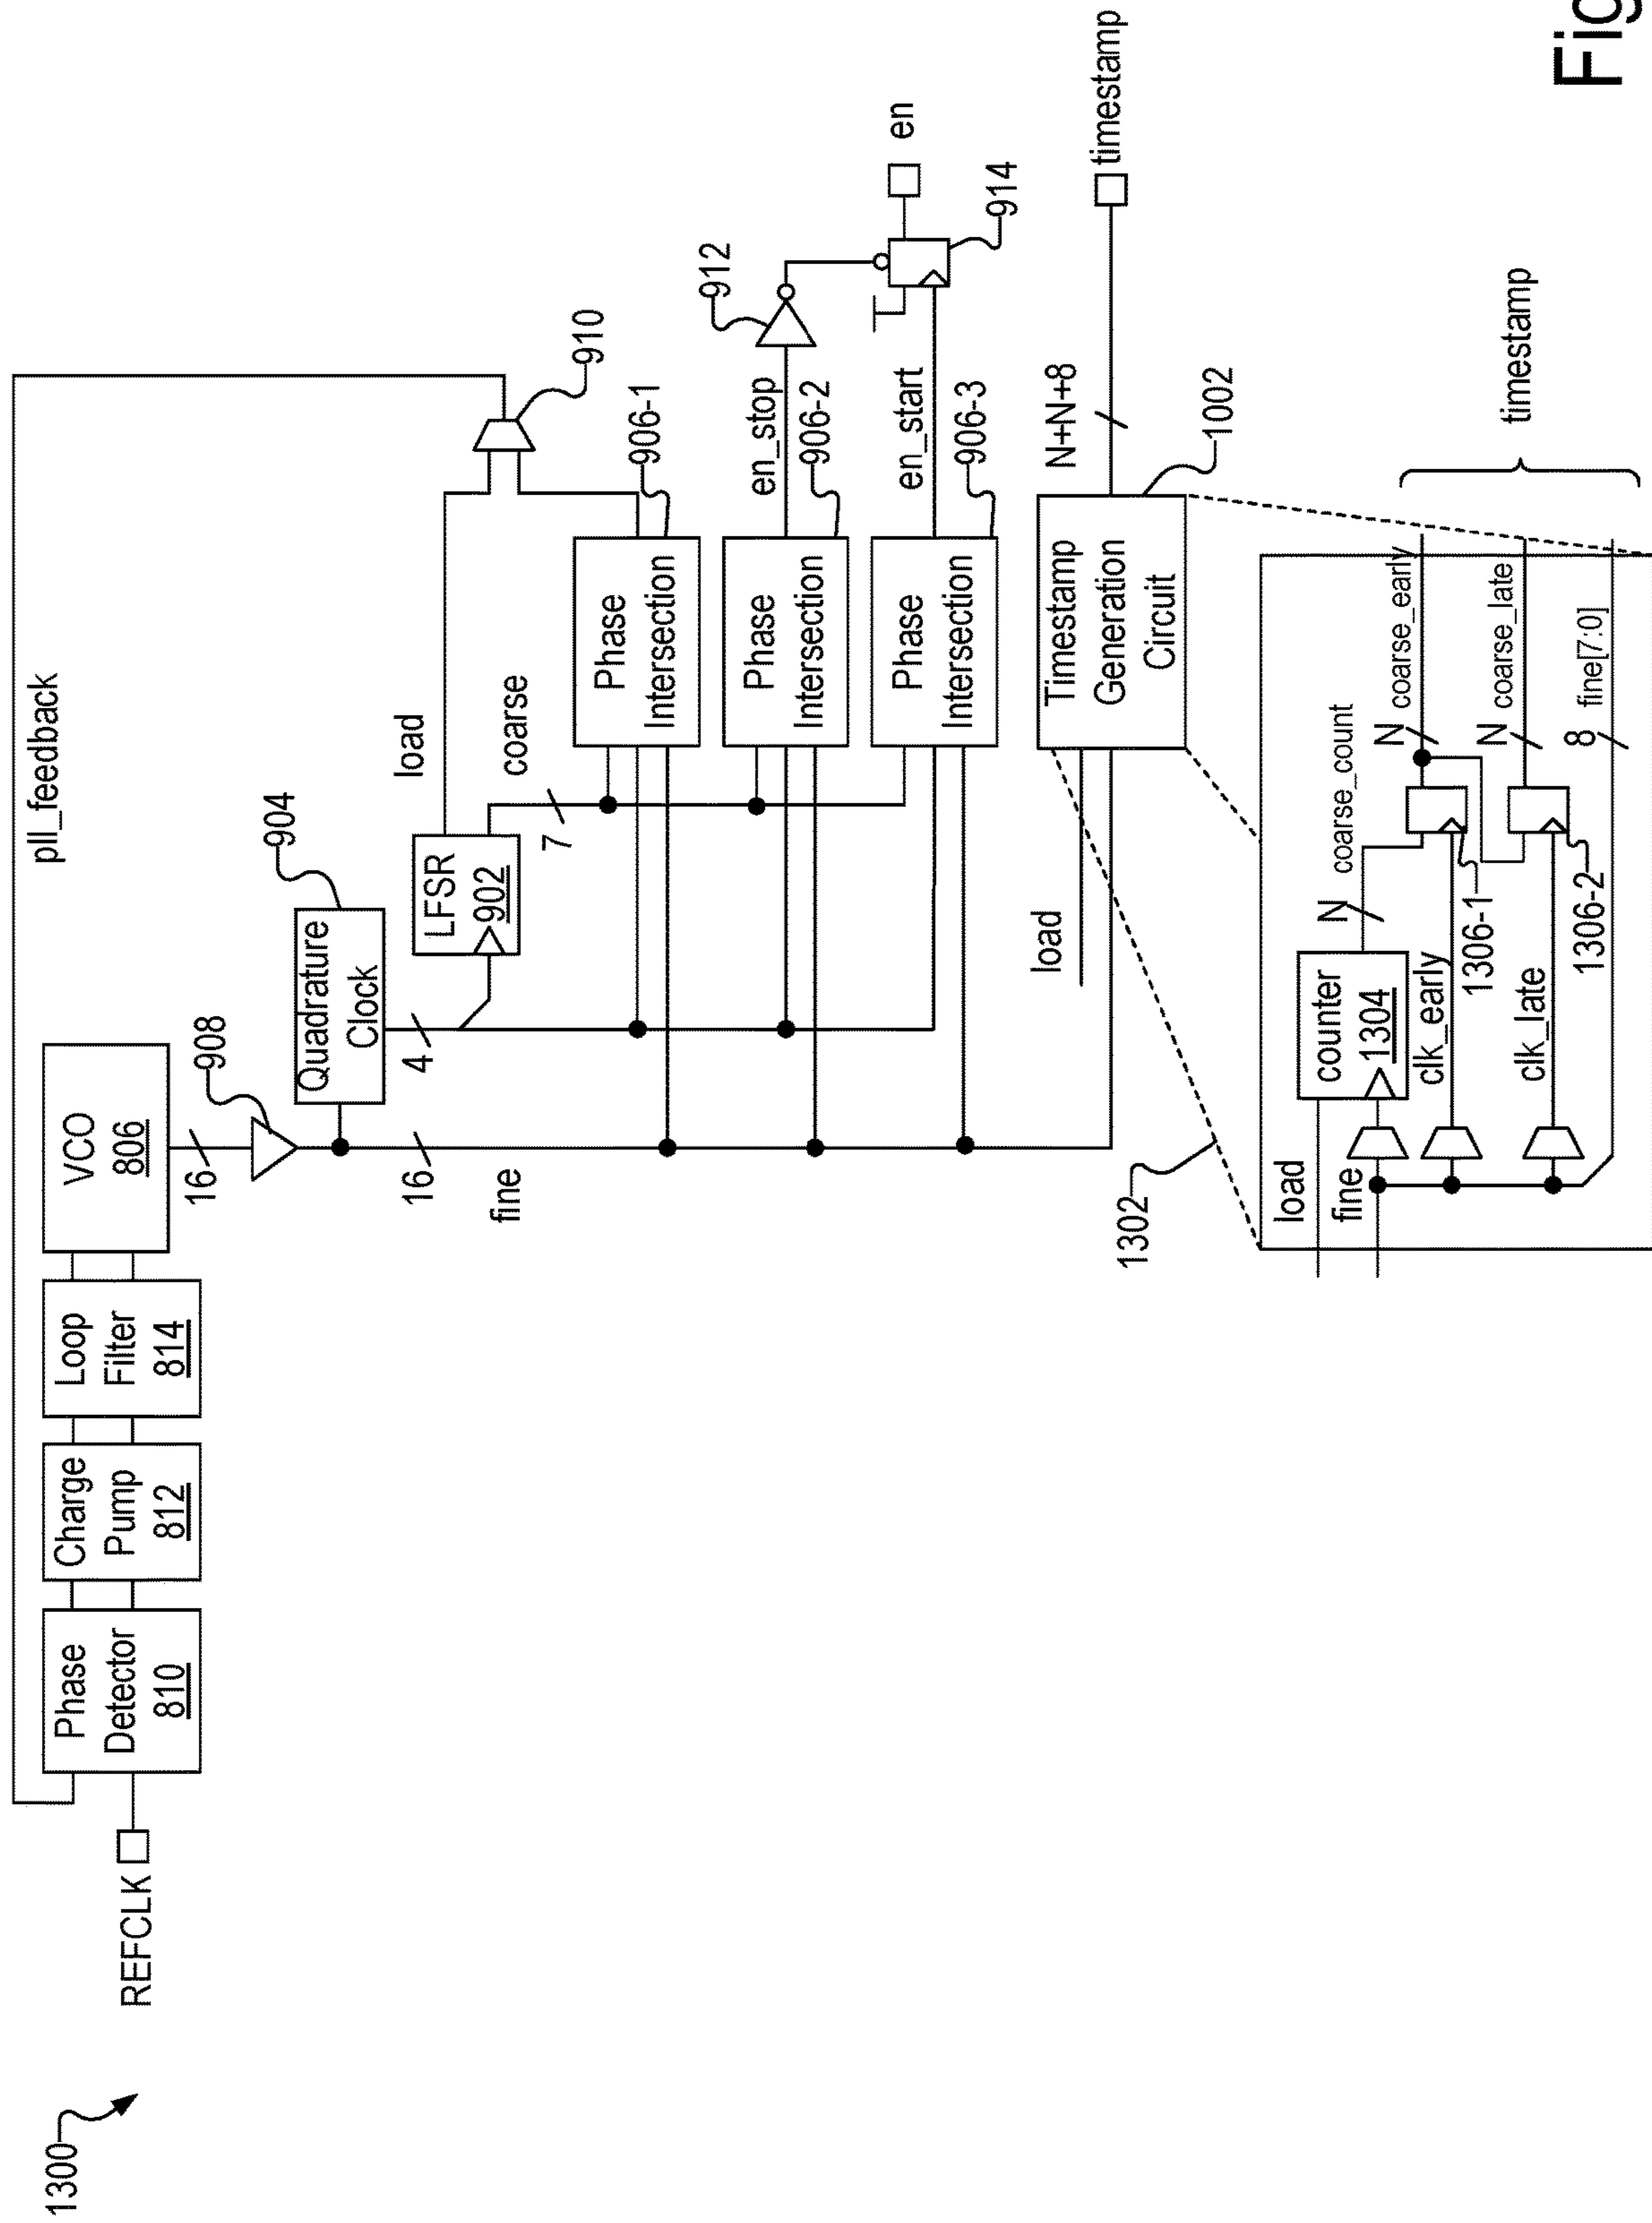 1300
REFCLK
pll_feedback
Phase
Detector
810
Charge
Pump
812
Loop
Filter
814
VCO
806
16
908
16
fine
Quadrature
Clock
904
4
LFSR
902
load
coarse
7
910
Phase
Intersection
906-1
Phase
Intersection
906-2
en_stop
912
Phase
Intersection
906-3
en_start
914
en
load
Timestamp
Generation
Circuit
1002
N+N+8
timestamp
1302
load
fine
counter
1304
N
coarse_count
clk_early
1306-1
N
coarse_early
clk_late
1306-2
N
coarse_late
8
fine[7:0]
timestamp